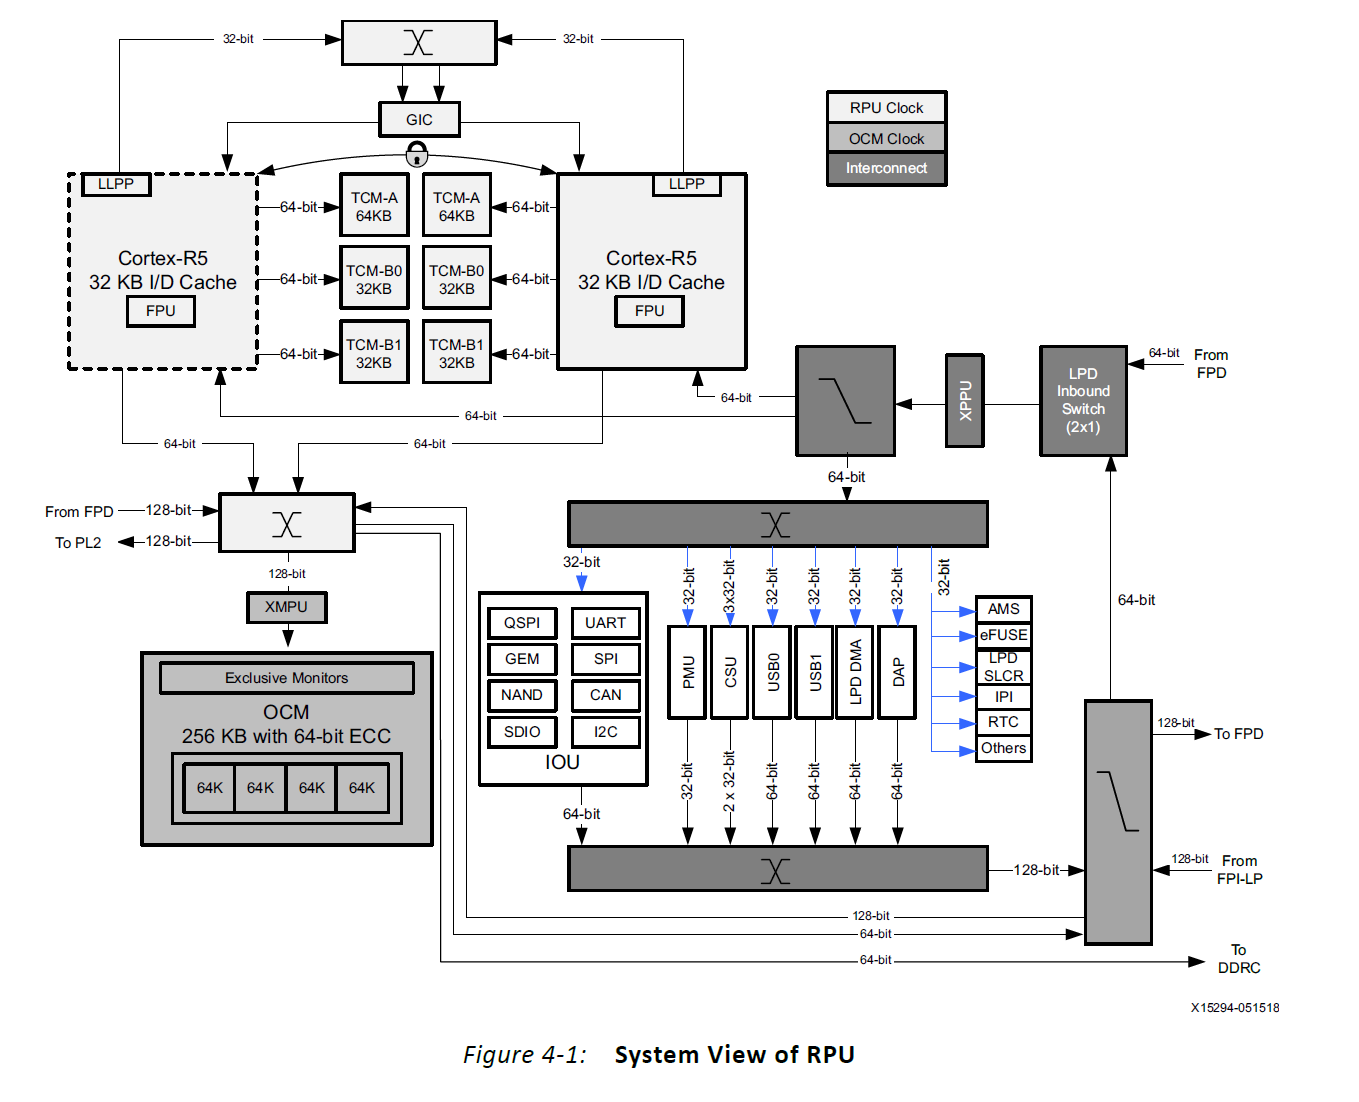 32-bit
32-bit
GIC
RPU Clock
OCM Clock
Interconnect
LLPP
LLPP
Cortex-R5
32 KB I/D Cache
FPU
64-bit
TCM-A
64KB
TCM-A
64KB
64-bit
64-bit
TCM-B0
32KB
TCM-B0
32KB
64-bit
64-bit
TCM-B1
32KB
TCM-B1
32KB
64-bit
Cortex-R5
32 KB I/D Cache
FPU
64-bit
From
FPD
LPD
Inbound
Switch
(2x1)
XPPU
64-bit
64-bit
64-bit
64-bit
64-bit
From FPD
128-bit
To PL2
128-bit
128-bit
XMPU
Exclusive Monitors
OCM
256 KB with 64-bit ECC
64K
64K
64K
64K
32-bit
32-bit
3x32-bit
32-bit
32-bit
32-bit
32-bit
32-bit
QSPI
UART
GEM
SPI
NAND
CAN
SDIO
I2C
IOU
PMU
CSU
USB0
USB1
LPD DMA
DAP
AMS
eFUSE
LPD
SLCR
IPI
RTC
Others
64-bit
64-bit
32-bit
2 x 32-bit
64-bit
64-bit
64-bit
64-bit
128-bit
To FPD
128-bit
128-bit
From
FPI-LP
128-bit
64-bit
64-bit
To
DDRC
X15294-051518
Figure 4-1: System View of RPU